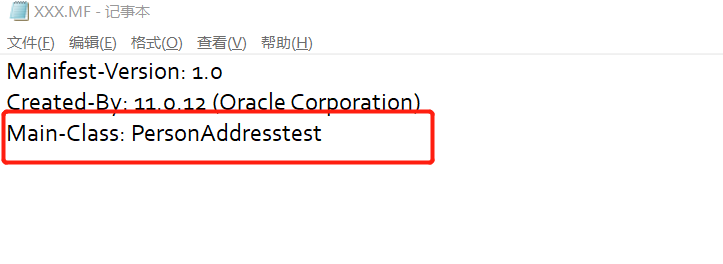 XXX.MF - 记事本
文件(F) 编辑(E) 格式(O) 查看(V) 帮助(H)
Manifest-Version: 1.0
Created-By: 11.0.12 (Oracle Corporation)
Main-Class: PersonAddresstest